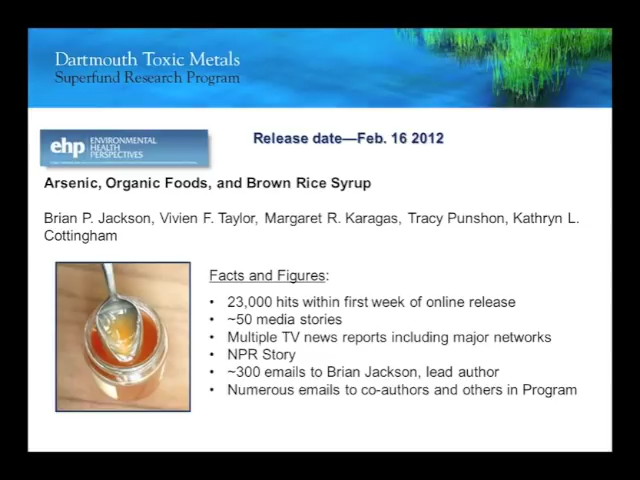 Dartmouth Toxic Metals
Superfund Research Program
ehp ENVIRONMENTAL
HEALTH
PERSPECTIVES
Release date—Feb. 16 2012
Arsenic, Organic Foods, and Brown Rice Syrup
Brian P. Jackson, Vivien F. Taylor, Margaret R. Karagas, Tracy Punshon, Kathryn L.
Cottingham
Facts and Figures:
• 23,000 hits within first week of online release
• ~50 media stories
• Multiple TV news reports including major networks
• NPR Story
• ~300 emails to Brian Jackson, lead author
• Numerous emails to co-authors and others in Program